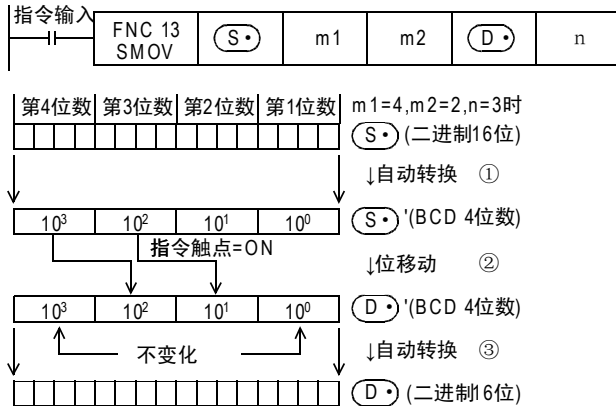 指令输入
FNC 13
SMOV
S•
m1
m2
D•
n
第4位数 第3位数 第2位数 第1位数 m1=4,m2=2,n=3时
S• (二进制16位)
↓自动转换 ①
10³ 10² 10¹ 10⁰ S•'(BCD 4位数)
指令触点=ON
↓位移动 ②
10³ 10² 10¹ 10⁰ D•'(BCD 4位数)
不变化
↓自动转换 ③
D• (二进制16位)